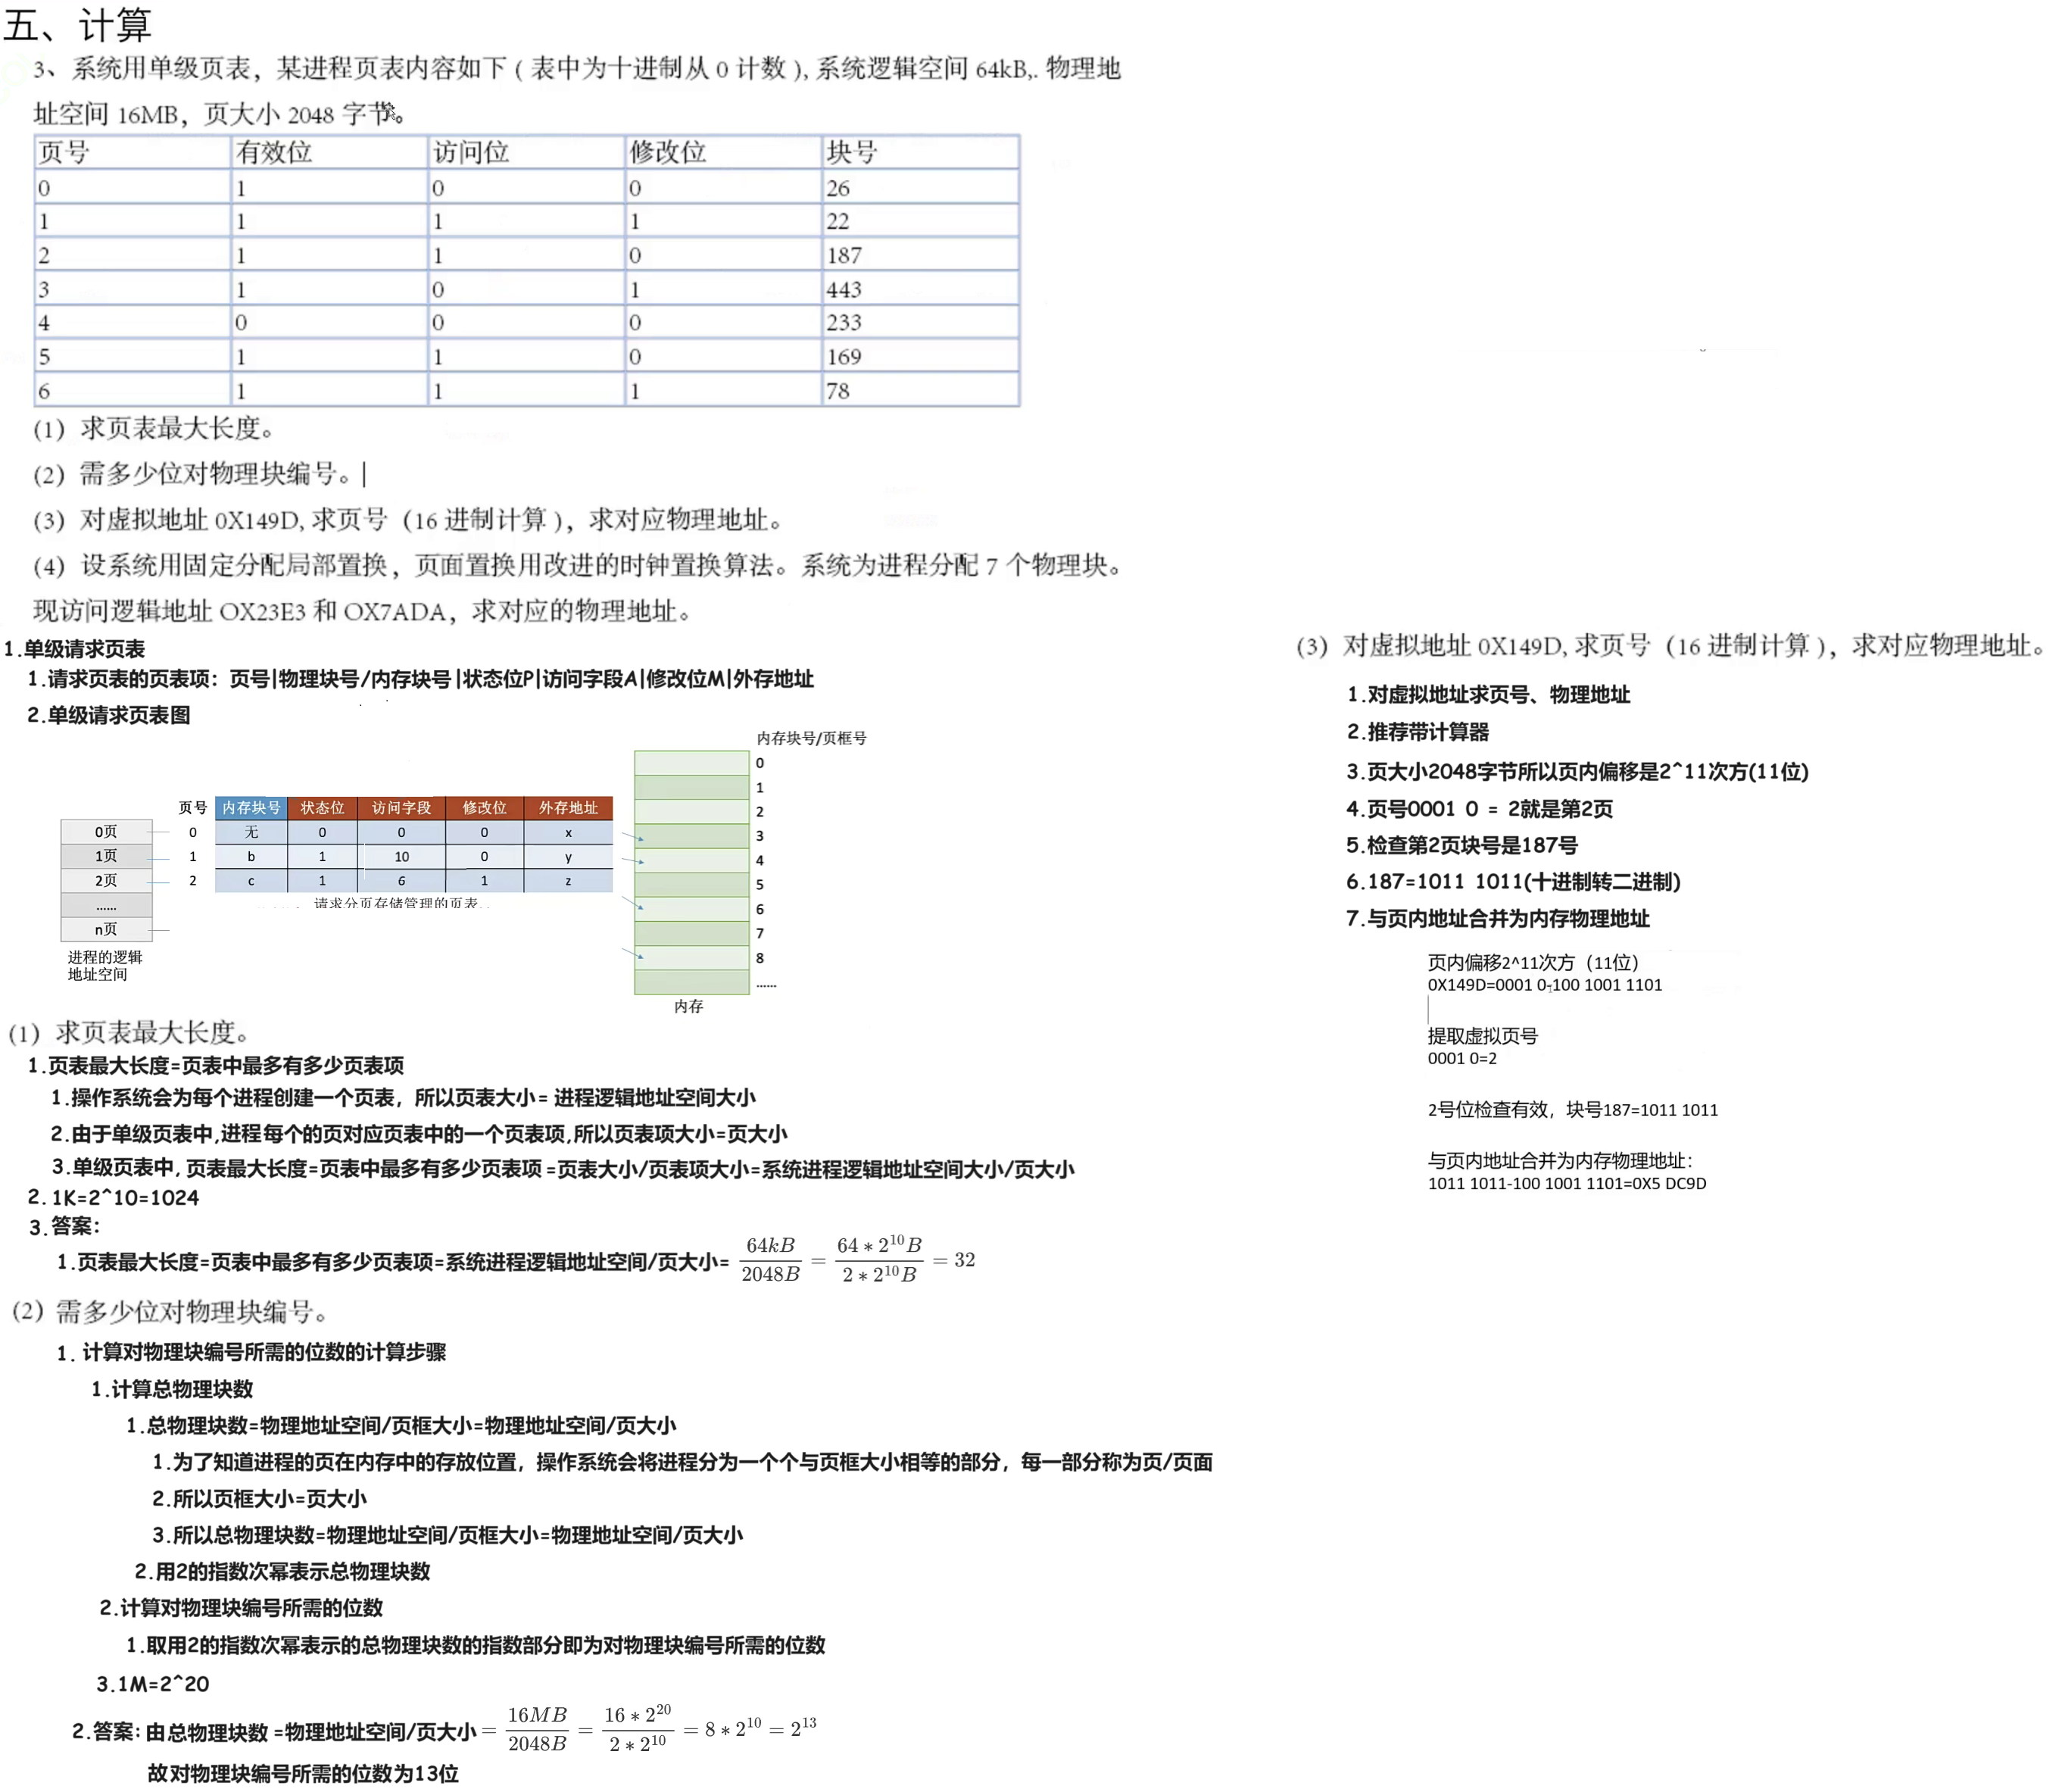 五、计算
3、系统用单级页表，某进程页表内容如下 ( 表中为十进制从 0 计数 ), 系统逻辑空间 64kB,. 物理地
址空间 16MB，页大小 2048 字节。
页号 有效位 访问位 修改位 块号
0 1 0 0 26
1 1 1 1 22
2 1 1 0 187
3 1 0 1 443
4 0 0 0 233
5 1 1 0 169
6 1 1 1 78
(1）求页表最大长度。
(2）需多少位对物理块编号。
(3）对虚拟地址 0X149D, 求页号（16 进制计算 )，求对应物理地址。
(4）设系统用固定分配局部置换，页面置换用改进的时钟置换算法。系统为进程分配 7 个物理块。
现访问逻辑地址 OX23E3 和 OX7ADA，求对应的物理地址。
1.单级请求页表
1.请求页表的页表项：页号|物理块号/内存块号|状态位P|访问字段A|修改位M|外存地址
2.单级请求页表图
0页
1页
2页
......
n页
进程的逻辑
地址空间
页号 内存块号 状态位 访问字段 修改位 外存地址
0 无 0 0 0 x
1 b 1 10 0 y
2 c 1 6 1 z
请求分页存储管理的页表
内存块号/页框号
0
1
2
3
4
5
6
7
8
......
内存
(1）求页表最大长度。
1.页表最大长度=页表中最多有多少页表项
1.操作系统会为每个进程创建一个页表，所以页表大小= 进程逻辑地址空间大小
2.由于单级页表中,进程每个的页对应页表中的一个页表项,所以页表项大小=页大小
3.单级页表中, 页表最大长度=页表中最多有多少页表项 =页表大小/页表项大小=系统进程逻辑地址空间大小/页大小
2. 1K=2^10=1024
3.答案：
1.页表最大长度=页表中最多有多少页表项=系统进程逻辑地址空间/页大小= 64kB/2048B = 64*2^10B/2*2^10B = 32
(2）需多少位对物理块编号。
1. 计算对物理块编号所需的位数的计算步骤
1.计算总物理块数
1.总物理块数=物理地址空间/页框大小=物理地址空间/页大小
1.为了知道进程的页在内存中的存放位置，操作系统会将进程分为一个个与页框大小相等的部分，每一部分称为页/页面
2.所以页框大小=页大小
3.所以总物理块数=物理地址空间/页框大小=物理地址空间/页大小
2.用2的指数次幂表示总物理块数
2.计算对物理块编号所需的位数
1.取用2的指数次幂表示的总物理块数的指数部分即为对物理块编号所需的位数
3.1M=2^20
2.答案：由总物理块数 =物理地址空间/页大小 = 16MB/2048B = 16*2^20/2*2^10 = 8*2^10 = 2^13
故对物理块编号所需的位数为13位
(3）对虚拟地址 0X149D, 求页号（16 进制计算 )，求对应物理地址。
1.对虚拟地址求页号、物理地址
2.推荐带计算器
3.页大小2048字节所以页内偏移是2^11次方(11位)
4.页号0001 0 = 2就是第2页
5.检查第2页块号是187号
6.187=1011 1011(十进制转二进制)
7.与页内地址合并为内存物理地址
页内偏移2^11次方（11位）
0X149D=0001 0-100 1001 1101
提取虚拟页号
0001 0=2
2号位检查有效，块号187=1011 1011
与页内地址合并为内存物理地址：
1011 1011-100 1001 1101=0X5 DC9D